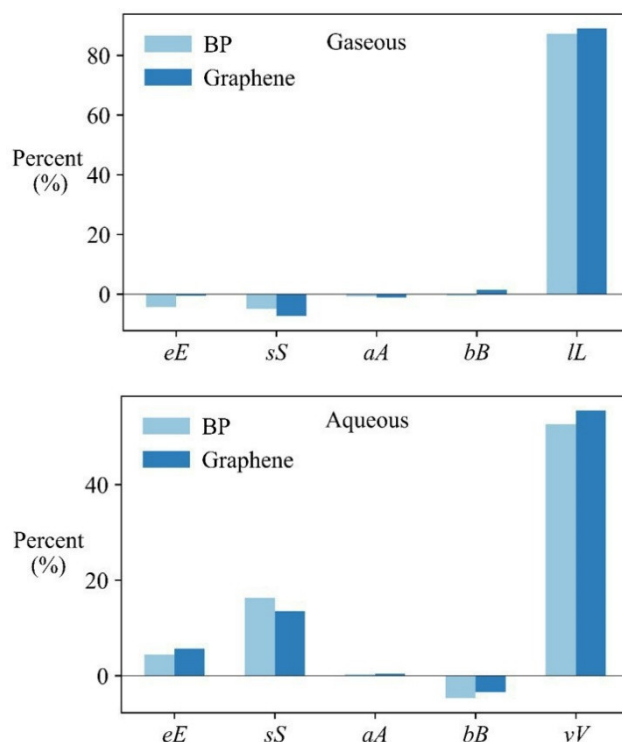 80
60
40
20
0
Percent
(%)
BP
Graphene
Gaseous
eE
sS
aA
bB
lL
40
20
0
Percent
(%)
BP
Graphene
Aqueous
eE
sS
aA
bB
vV